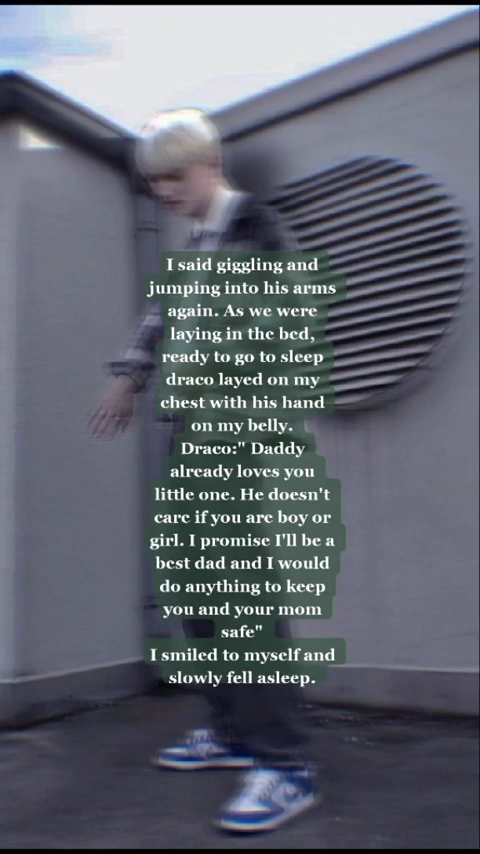 I said giggling and
jumping into his arms
again. As we were
laying in the bed,
ready to go to sleep
draco layed on my
chest with his hand
on my belly.
Draco:" Daddy
already loves you
little one. He doesn't
care if you are boy or
girl. I promise I'll be a
best dad and I would
do anything to keep
you and your mom
safe"
I smiled to myself and
slowly fell asleep.